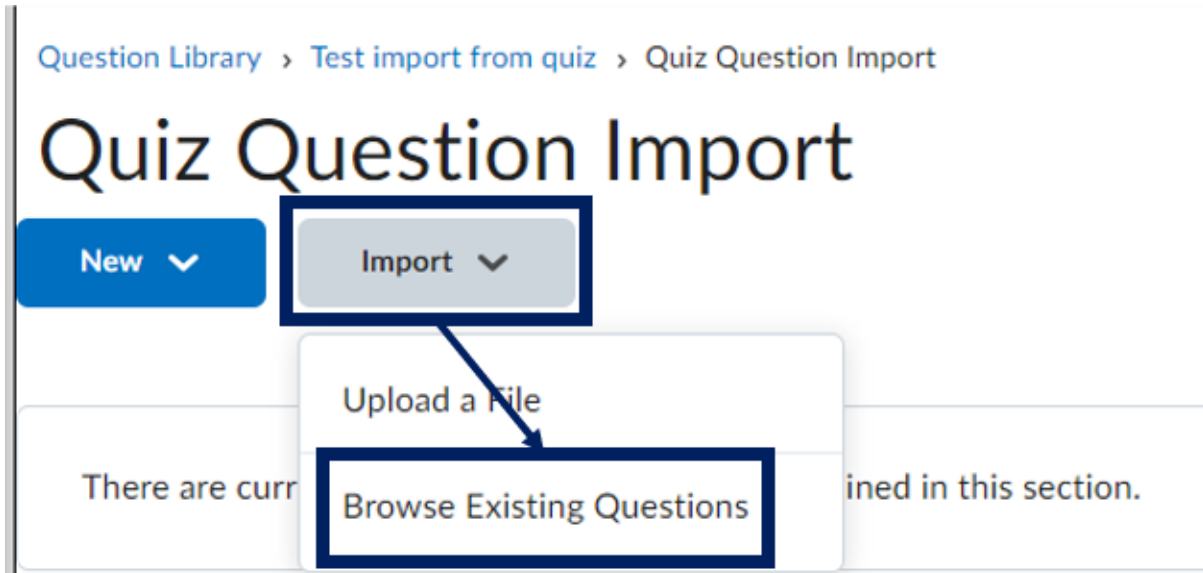 Question Library › Test import from quiz › Quiz Question Import
Quiz Question Import
New Import
Upload a File
There are curr ined in this section.
Browse Existing Questions